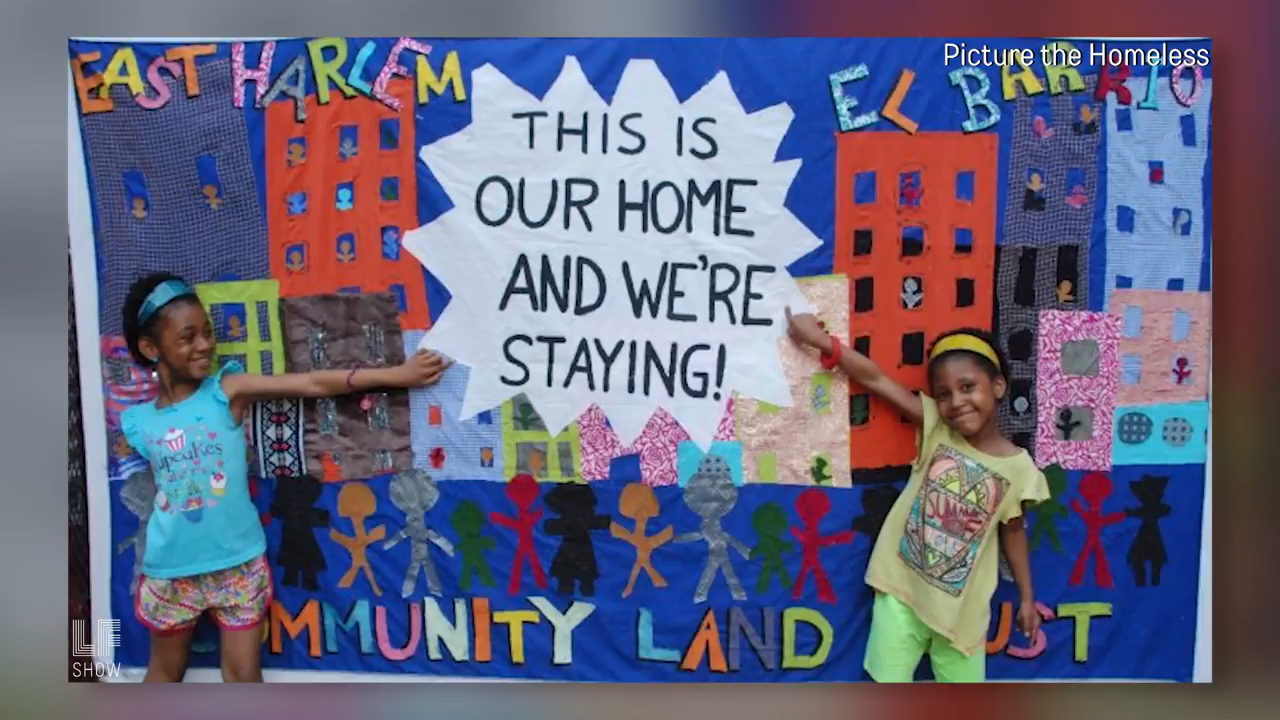 Picture the Homeless
EAST HARLEM
EL BARRIO
THIS IS
OUR HOME
AND WE'RE
STAYING!
cupcakes
SUMMER
MMUNITY LAND UST
LF
SHOW